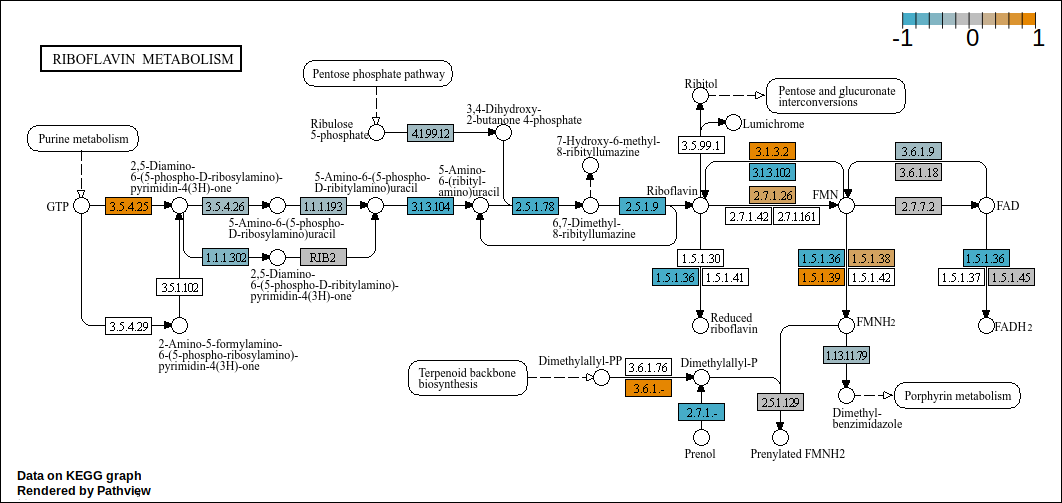 -1 0 1
RIBOFLAVIN METABOLISM
Pentose phosphate pathway
Ribitol
Pentose and glucuronate
interconversions
Purine metabolism
Ribulose
5-phosphate
4.1.99.12
3,4-Dihydroxy-
2-butanone 4-phosphate
Lumichrome
7-Hydroxy-6-methyl-
8-ribityllumazine
3.5.99.1
3.1.3.2
3.6.1.9
2,5-Diamino-
6-(5-phospho-D-ribosylamino)-
pyrimidin-4(3H)-one
5-Amino-6-(5-phospho-
D-ribitylamino)uracil
5-Amino-
6-(ribityl-
amino)uracil
3.1.3.102
3.6.1.18
Riboflavin
2.7.1.26
FMN
GTP
3.5.4.25
3.5.4.26
1.1.1.193
3.1.3.104
2.5.1.78
2.5.1.9
2.7.1.42
2.7.1.161
2.7.7.2
FAD
5-Amino-6-(5-phospho-
D-ribosylamino)uracil
6,7-Dimethyl-
8-ribityllumazine
1.1.1.302
RIB2
2,5-Diamino-
6-(5-phospho-D-ribitylamino)-
pyrimidin-4(3H)-one
1.5.1.30
1.5.1.36
1.5.1.41
1.5.1.36
1.5.1.38
1.5.1.39
1.5.1.42
1.5.1.36
1.5.1.37
1.5.1.45
3.5.1.102
3.5.4.29
Reduced
riboflavin
FMNH2
FADH2
2-Amino-5-formylamino-
6-(5-phospho-ribosylamino)-
pyrimidin-4(3H)-one
1.13.11.79
Terpenoid backbone
biosynthesis
Dimethylallyl-PP
3.6.1.76
3.6.1.-
Dimethylallyl-P
2.7.1.-
2.5.1.129
Dimethyl-
benzimidazole
Porphyrin metabolism
Prenol
Prenylated FMNH2
Data on KEGG graph
Rendered by Pathview